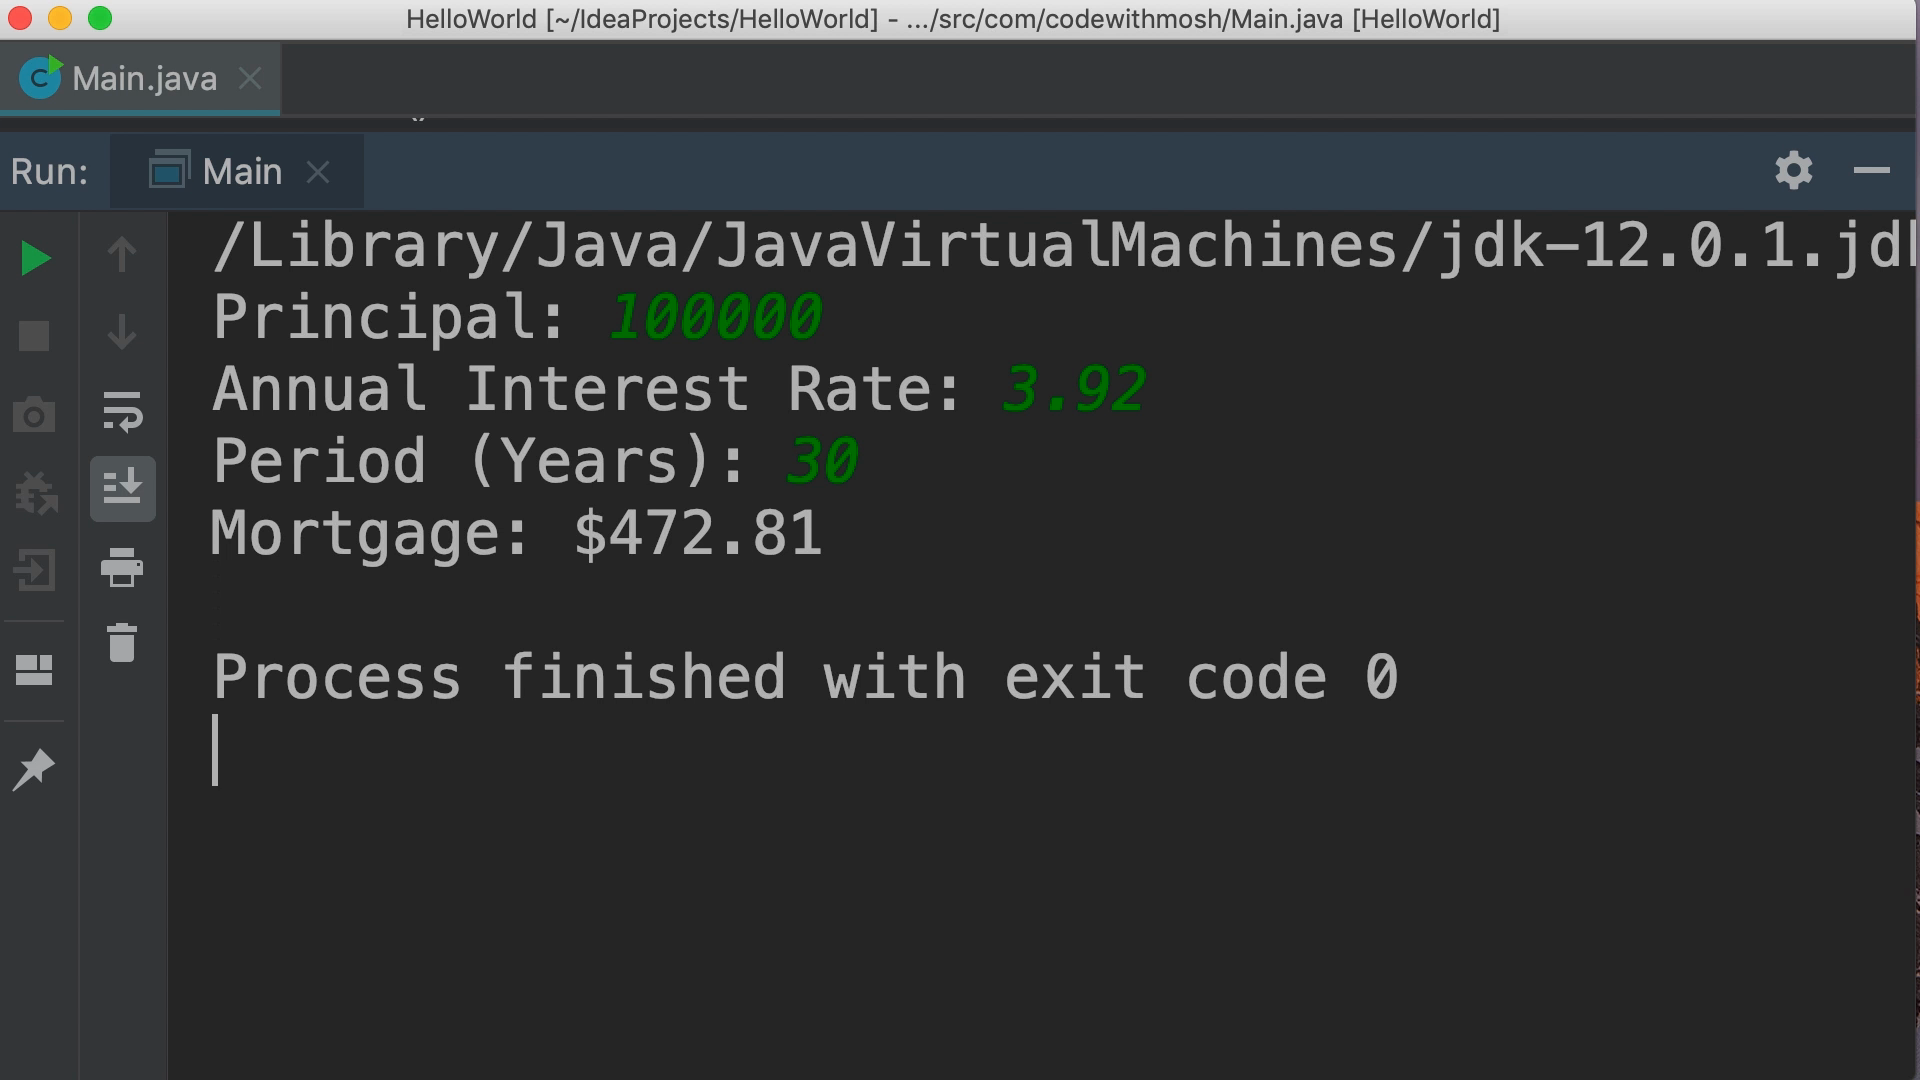 HelloWorld [~/IdeaProjects/HelloWorld] - .../src/com/codewithmosh/Main.java [HelloWorld]
Main.java
Run: Main
/Library/Java/JavaVirtualMachines/jdk-12.0.1.jdk
Principal: 100000
Annual Interest Rate: 3.92
Period (Years): 30
Mortgage: $472.81
Process finished with exit code 0